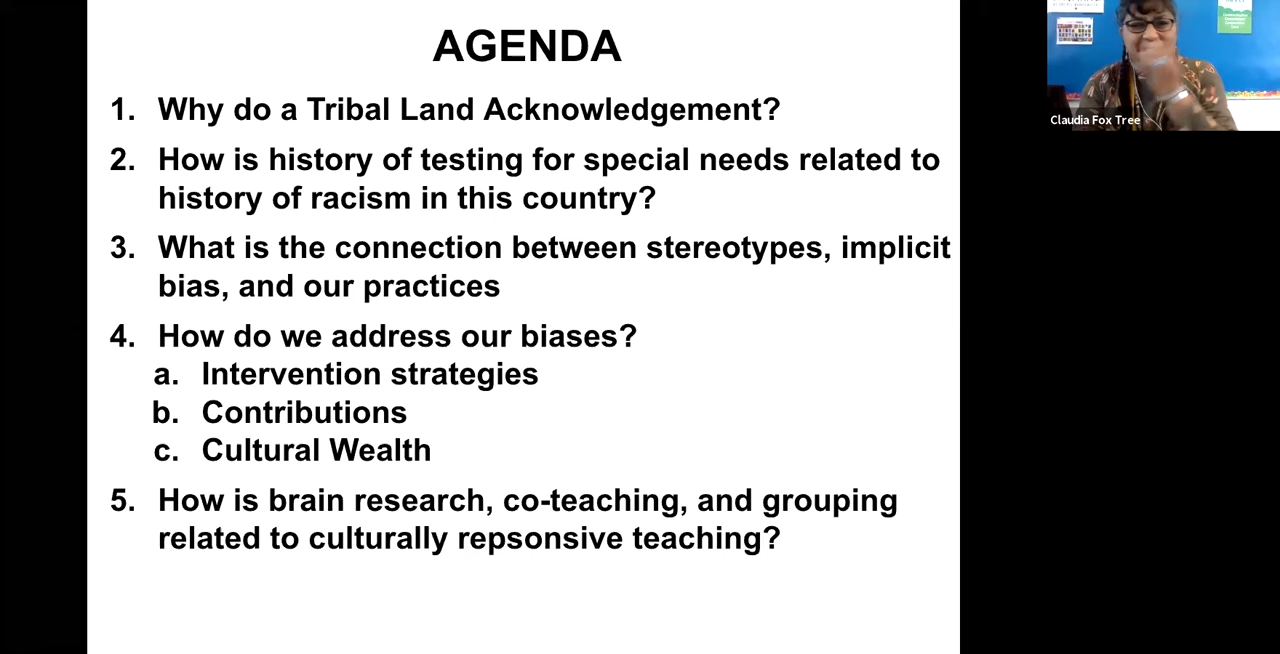 AGENDA
1. Why do a Tribal Land Acknowledgement?
2. How is history of testing for special needs related to
history of racism in this country?
3. What is the connection between stereotypes, implicit
bias, and our practices
4. How do we address our biases?
a. Intervention strategies
b. Contributions
c. Cultural Wealth
5. How is brain research, co-teaching, and grouping
related to culturally repsonsive teaching?
Claudia Fox Tree